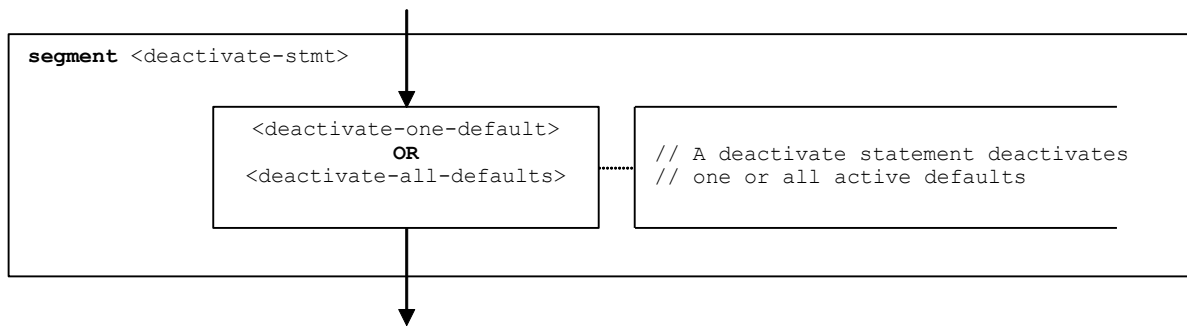 segment <deactivate-stmt>
<deactivate-one-default>
OR
<deactivate-all-defaults>
// A deactivate statement deactivates
// one or all active defaults